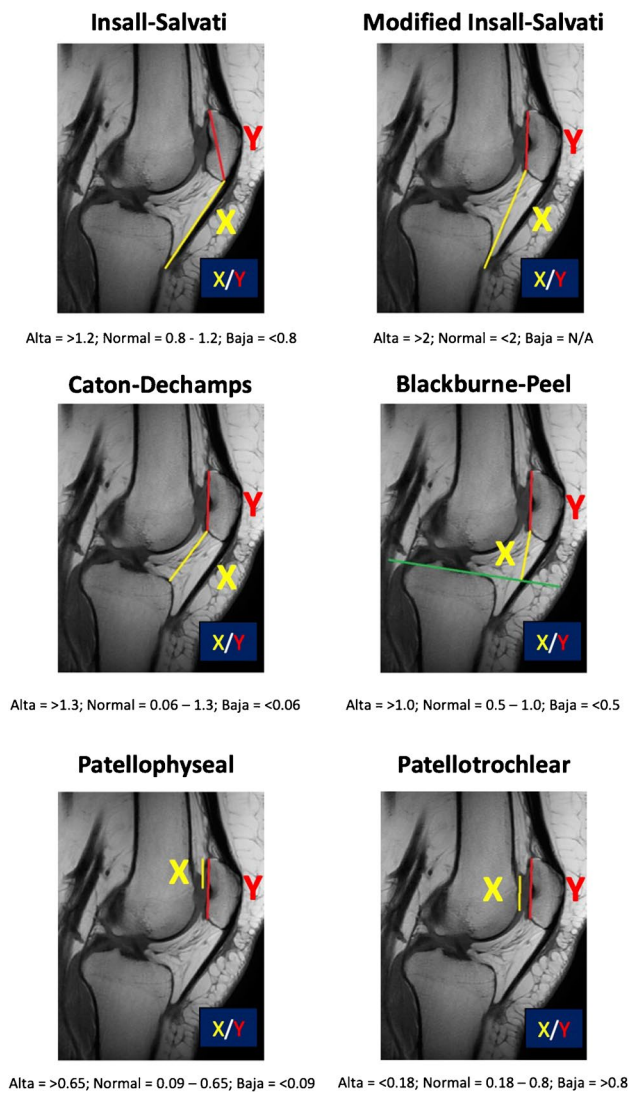 Insall-Salvati
Modified Insall-Salvati
Y
X
X/Y
Y
X
X/Y
Alta = >1.2; Normal = 0.8 - 1.2; Baja = <0.8
Alta = >2; Normal = <2; Baja = N/A
Caton-Dechamps
Blackburne-Peel
Y
X
X/Y
Y
X
X/Y
Alta = >1.3; Normal = 0.06 – 1.3; Baja = <0.06
Alta = >1.0; Normal = 0.5 – 1.0; Baja = <0.5
Patellophyseal
Patellotrochlear
X
Y
X/Y
X
Y
X/Y
Alta = >0.65; Normal = 0.09 – 0.65; Baja = <0.09
Alta = <0.18; Normal = 0.18 – 0.8; Baja = >0.8